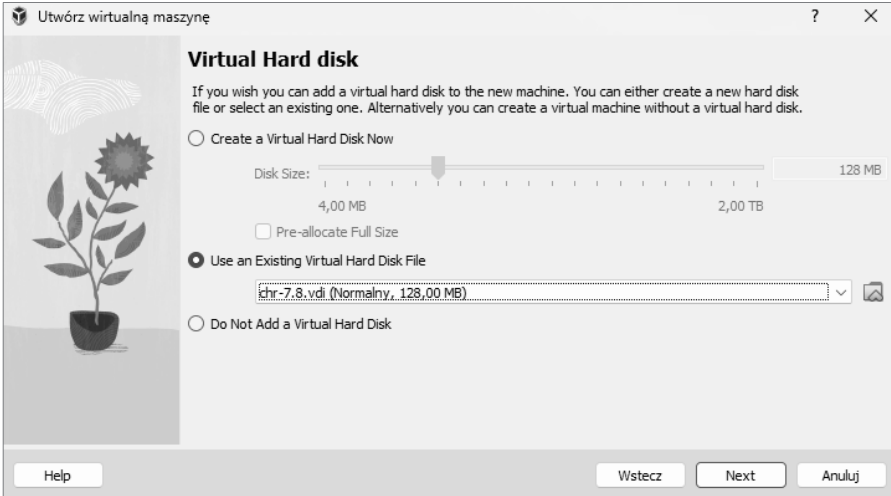 Utwórz wirtualną maszynę
?
Virtual Hard disk
If you wish you can add a virtual hard disk to the new machine. You can either create a new hard disk
file or select an existing one. Alternatively you can create a virtual machine without a virtual hard disk.
Create a Virtual Hard Disk Now
Disk Size:
128 MB
4,00 MB
2,00 TB
Pre-allocate Full Size
Use an Existing Virtual Hard Disk File
chr-7.8.vdi (Normalny, 128,00 MB)
Do Not Add a Virtual Hard Disk
Help
Wstecz
Next
Anuluj